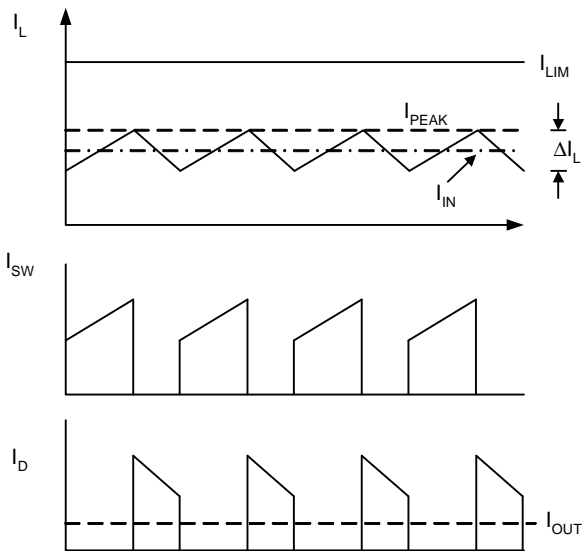 I_L
I_LIM
I_PEAK
ΔI_L
I_IN
I_SW
I_D
I_OUT